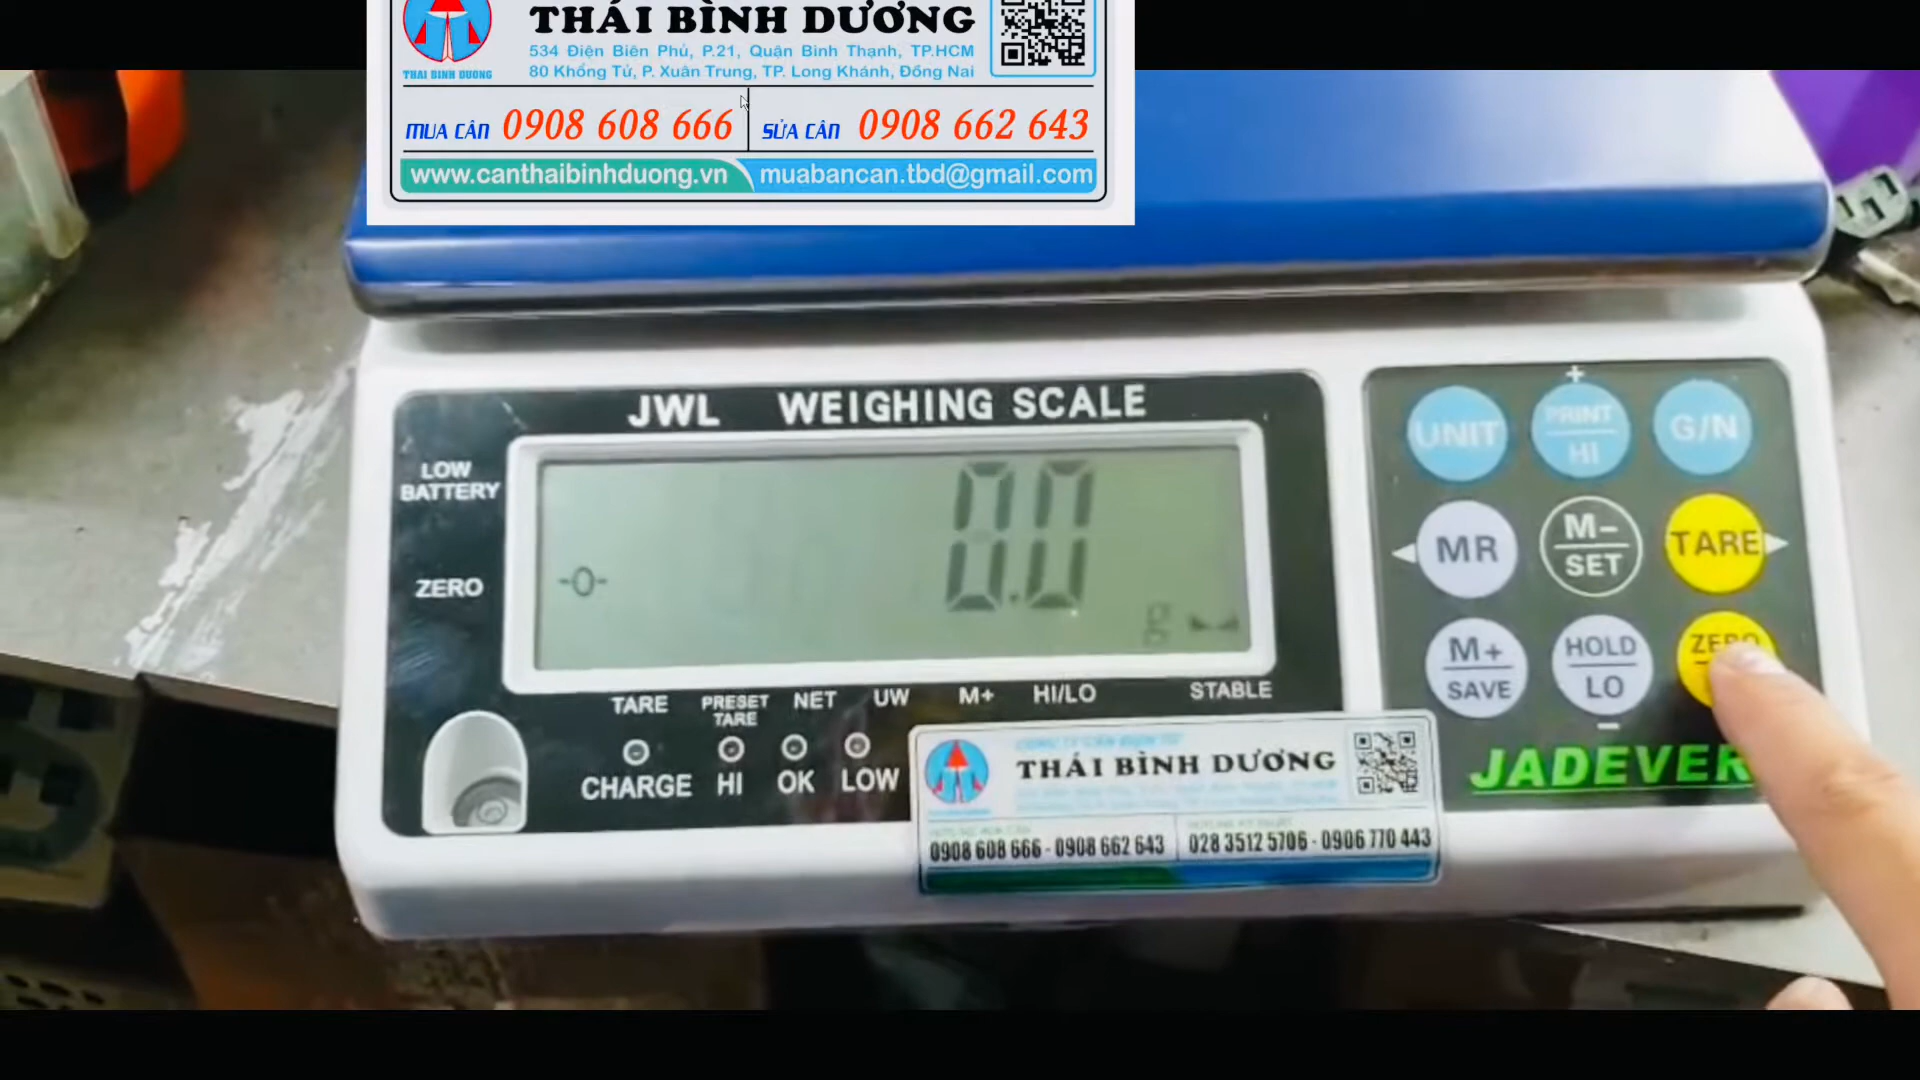 THÁI BÌNH DƯƠNG
534 Điện Biên Phủ, P.21, Quận Bình Thạnh, TP.HCM
80 Khổng Tử, P. Xuân Trung, TP. Long Khánh, Đồng Nai
THAI BINH DUONG
MUA CÂN 0908 608 666
SỬA CÂN 0908 662 643
www.canthaibinhduong.vn
muabancan.tbd@gmail.com
JWL WEIGHING SCALE
LOW
BATTERY
ZERO
-0-
0.0
g
TARE
PRESET
TARE
NET
UW
M+
HI/LO
STABLE
CHARGE
HI
OK
LOW
+
UNIT
PRINT
HI
G/N
MR
M-
SET
TARE
M+
SAVE
HOLD
LO
ZERO
-
JADEVER
THÁI BÌNH DƯƠNG
0908 608 666 - 0908 662 643
028 3512 5706 - 0906 770 443